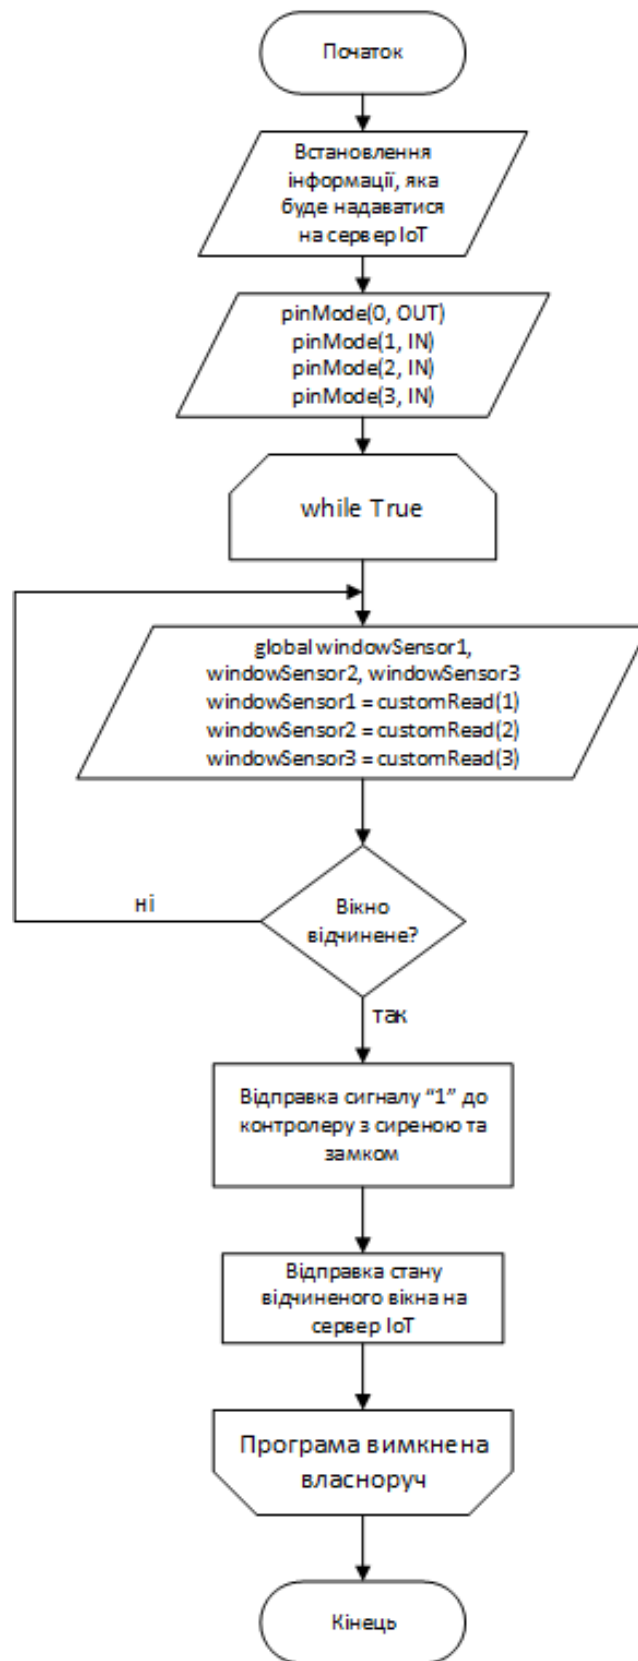 Початок
Встановлення
інформації, яка
буде надаватися
на сервер IoT
pinMode(0, OUT)
pinMode(1, IN)
pinMode(2, IN)
pinMode(3, IN)
while True
global windowSensor1,
windowSensor2, windowSensor3
windowSensor1 = customRead(1)
windowSensor2 = customRead(2)
windowSensor3 = customRead(3)
ні
Вікно
відчинене?
так
Відправка сигналу “1” до
контролеру з сиреною та
замком
Відправка стану
відчиненого вікна на
сервер IoT
Програма вимкнена
власноруч
Кінець